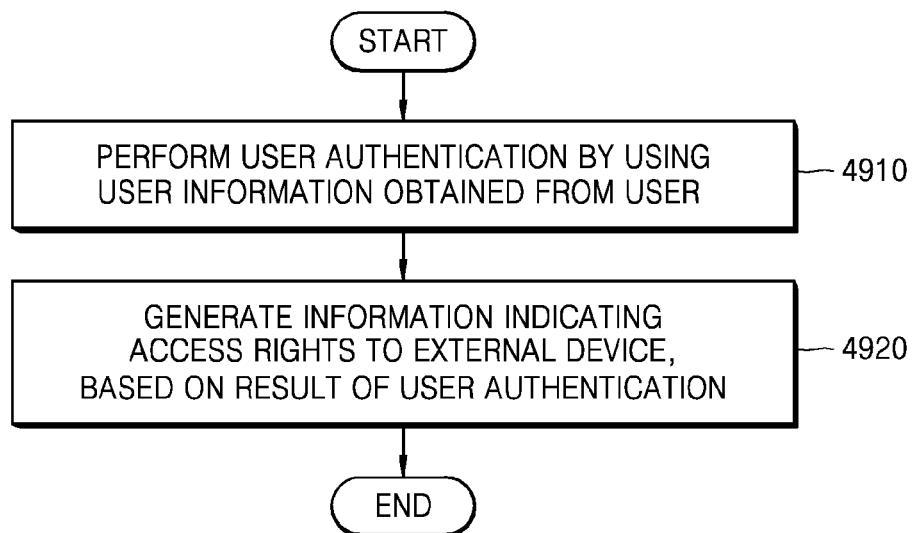 START
PERFORM USER AUTHENTICATION BY USING
USER INFORMATION OBTAINED FROM USER
4910
GENERATE INFORMATION INDICATING
ACCESS RIGHTS TO EXTERNAL DEVICE,
BASED ON RESULT OF USER AUTHENTICATION
4920
END